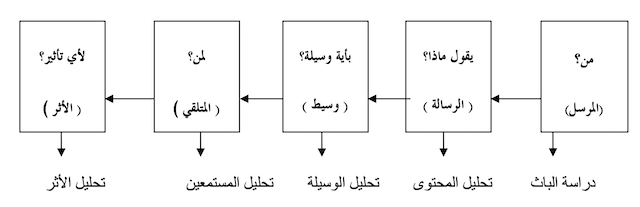 من؟
(المرسل)
دراسة الباث
يقول ماذا؟
( الرسالة )
تحليل المحتوى
بأية وسيلة؟
( وسيط )
تحليل الوسيلة
لمن؟
( المتلقي )
تحليل المستمعين
لأي تأثير؟
( الأثر )
تحليل الأثر